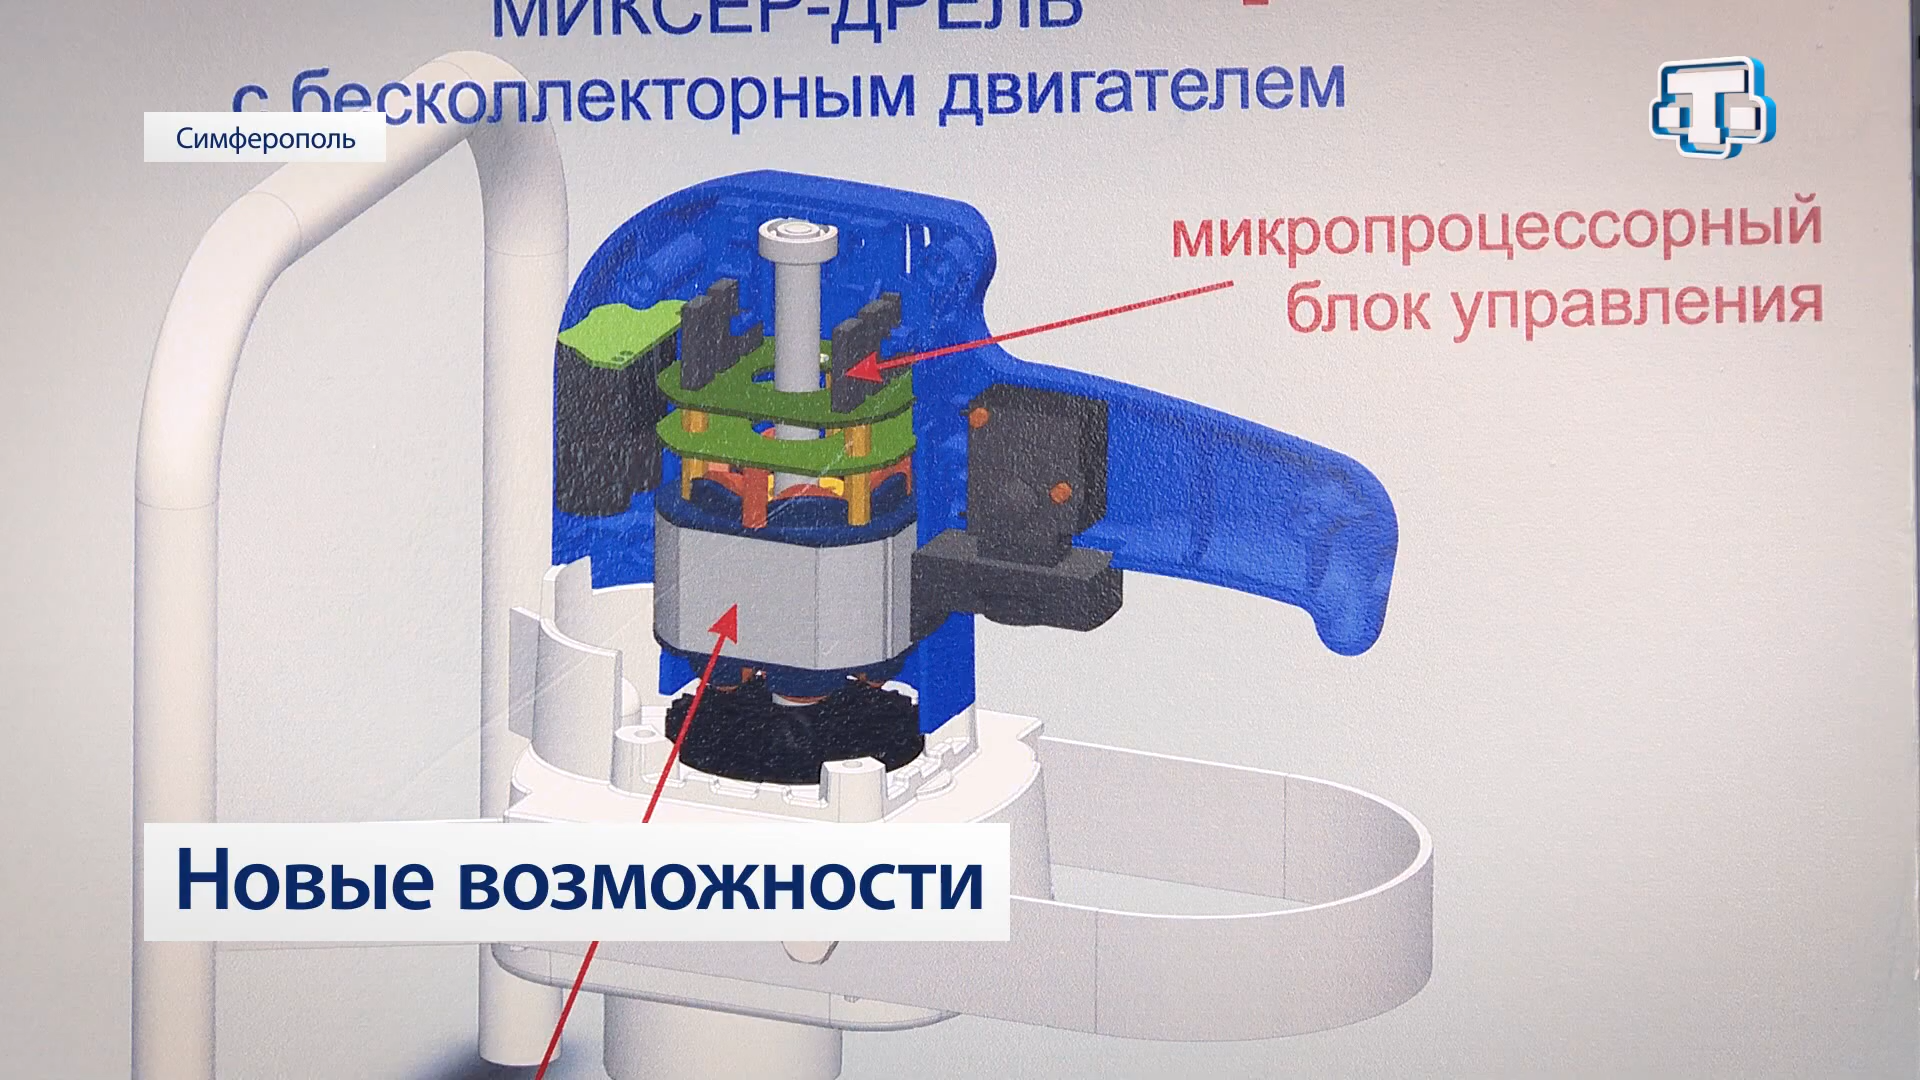 МИКСЕР-ДРЕЛЬ
с бесколлекторным двигателем
Симферополь
микропроцессорный
блок управления
Новые возможности